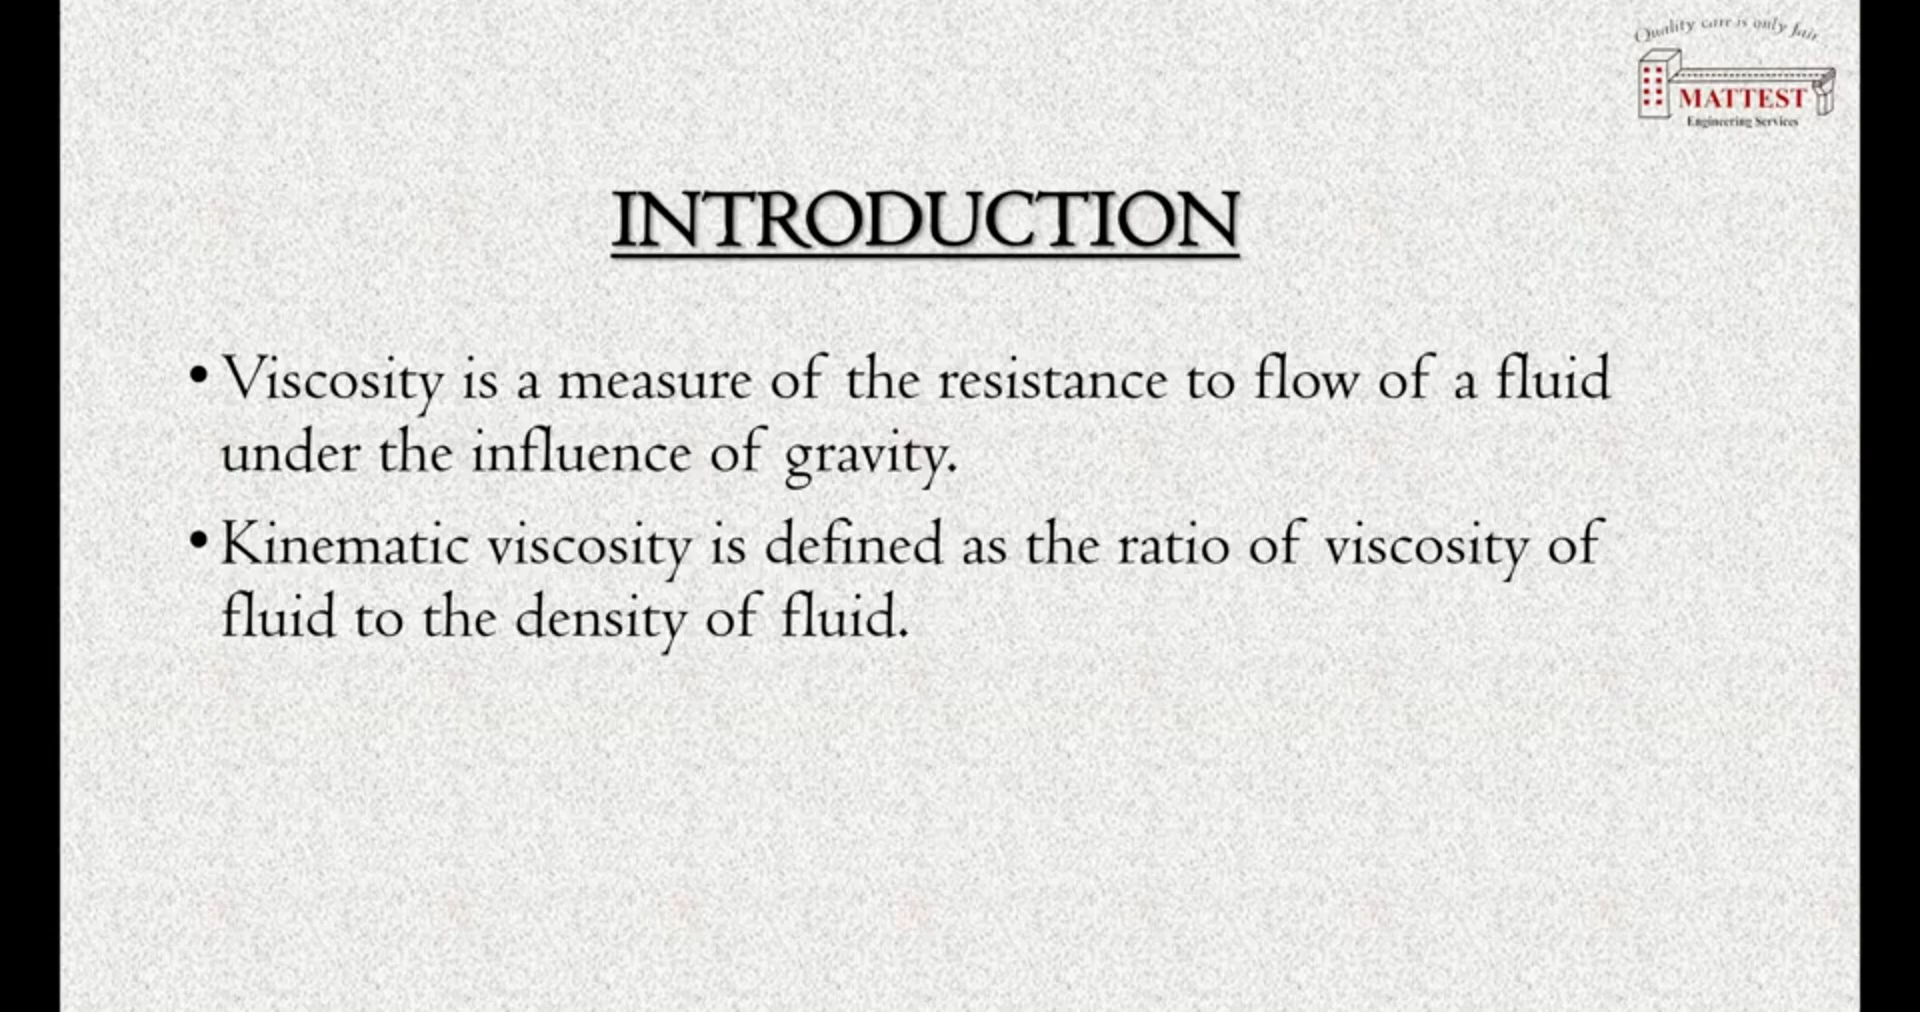 Quality care is only fair
MATTEST
Engineering Services
INTRODUCTION
• Viscosity is a measure of the resistance to flow of a fluid
under the influence of gravity.
• Kinematic viscosity is defined as the ratio of viscosity of
fluid to the density of fluid.